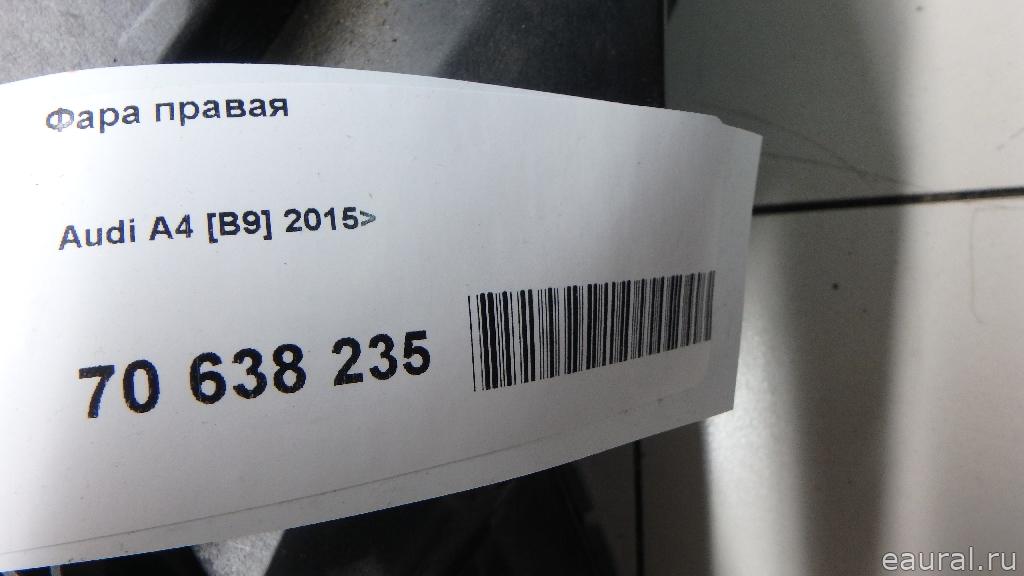 Фара правая
Audi A4 [B9] 2015>
70 638 235
eaural.ru